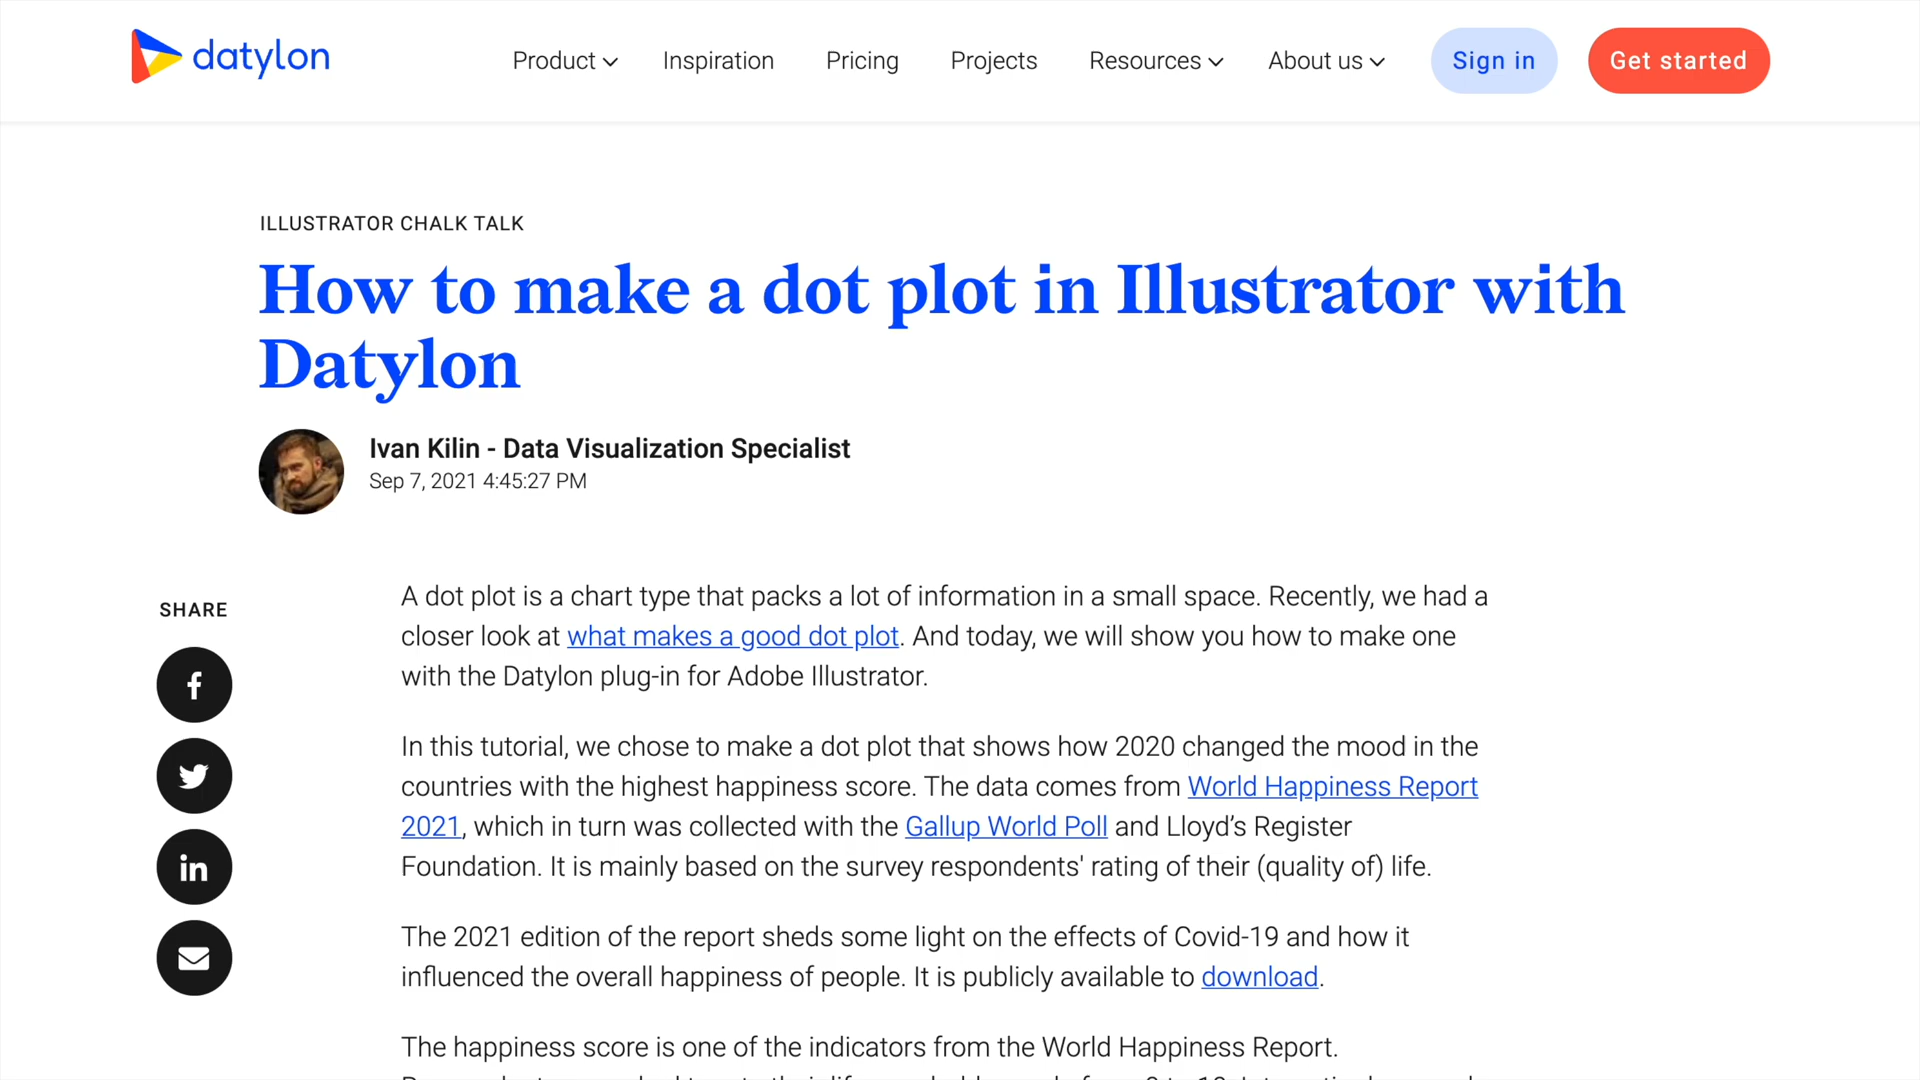 datylon
Product Inspiration Pricing Projects Resources About us Sign in Get started
ILLUSTRATOR CHALK TALK
How to make a dot plot in Illustrator with
Datylon
Ivan Kilin - Data Visualization Specialist
Sep 7, 2021 4:45:27 PM
SHARE
A dot plot is a chart type that packs a lot of information in a small space. Recently, we had a
closer look at what makes a good dot plot. And today, we will show you how to make one
with the Datylon plug-in for Adobe Illustrator.
In this tutorial, we chose to make a dot plot that shows how 2020 changed the mood in the
countries with the highest happiness score. The data comes from World Happiness Report
2021, which in turn was collected with the Gallup World Poll and Lloyd’s Register
Foundation. It is mainly based on the survey respondents' rating of their (quality of) life.
The 2021 edition of the report sheds some light on the effects of Covid-19 and how it
influenced the overall happiness of people. It is publicly available to download.
The happiness score is one of the indicators from the World Happiness Report.